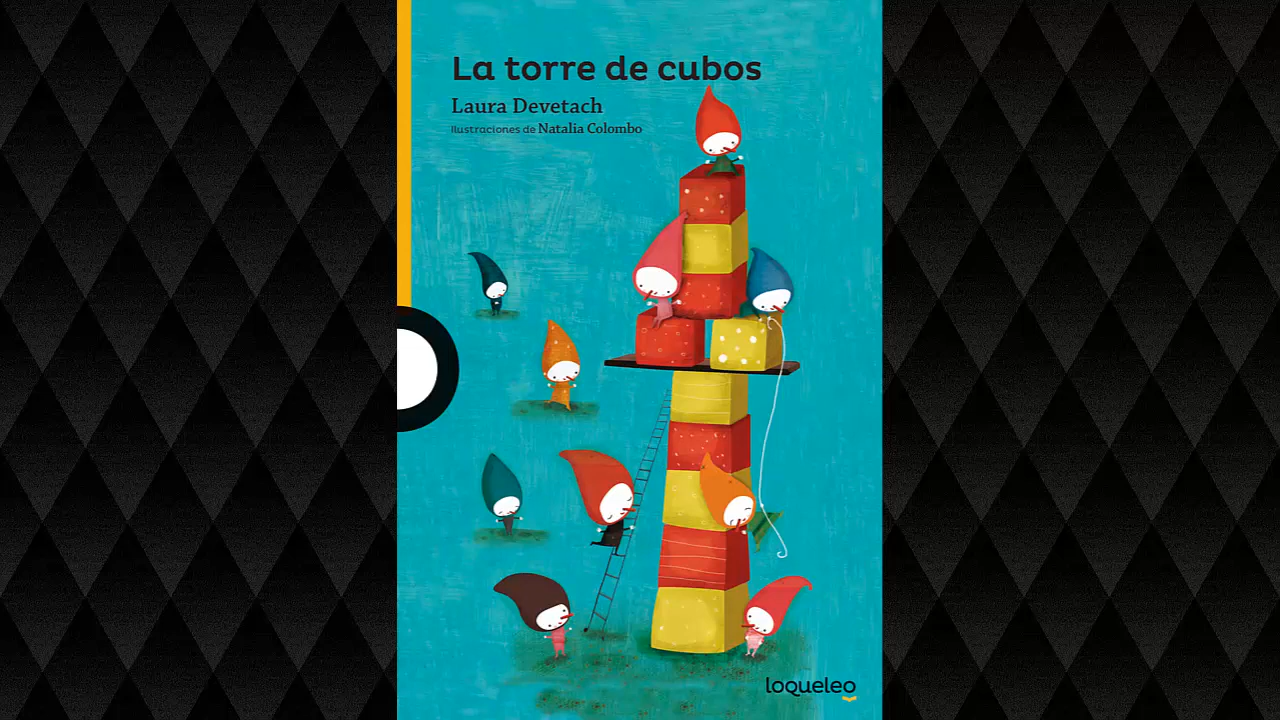 La torre de cubos
Laura Devetach
Ilustraciones de Natalia Colombo
loqueleo